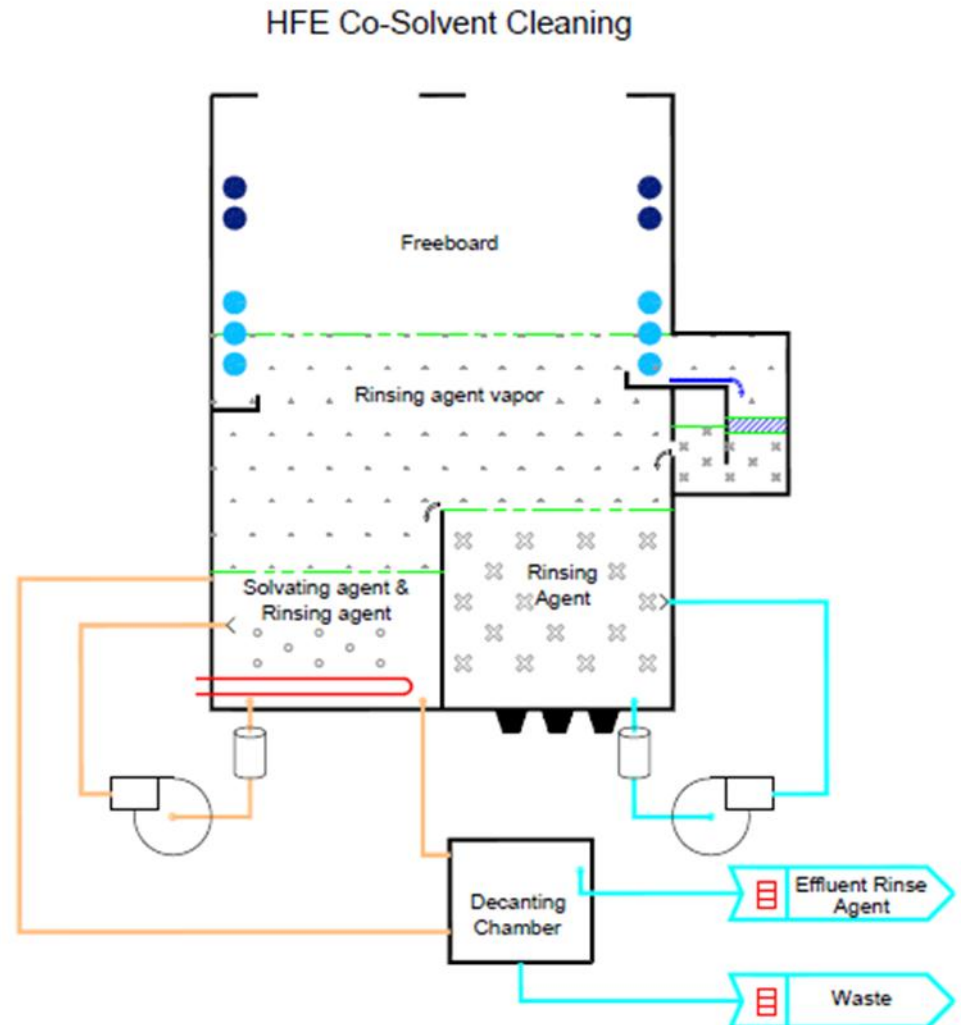 HFE Co-Solvent Cleaning
Freeboard
Rinsing agent vapor
Solvating agent &
Rinsing agent
Rinsing
Agent
Decanting
Chamber
Effluent Rinse
Agent
Waste